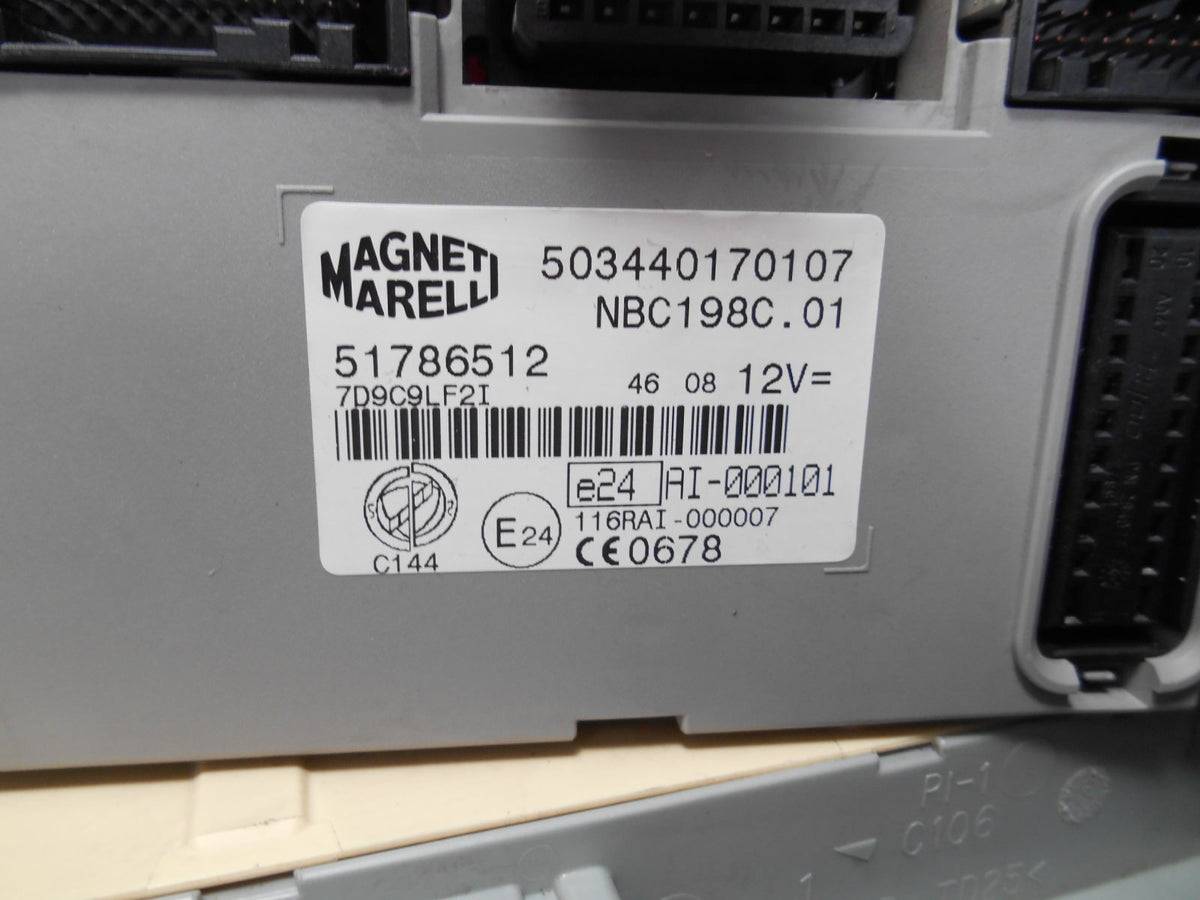 MAGNETI
MARELLI
503440170107
NBC198C.01
51786512
7D9C9LF2I
46 08 12V=
e24 AI-000101
116RAI-000007
E24
CE0678
C144
PI-1
C106